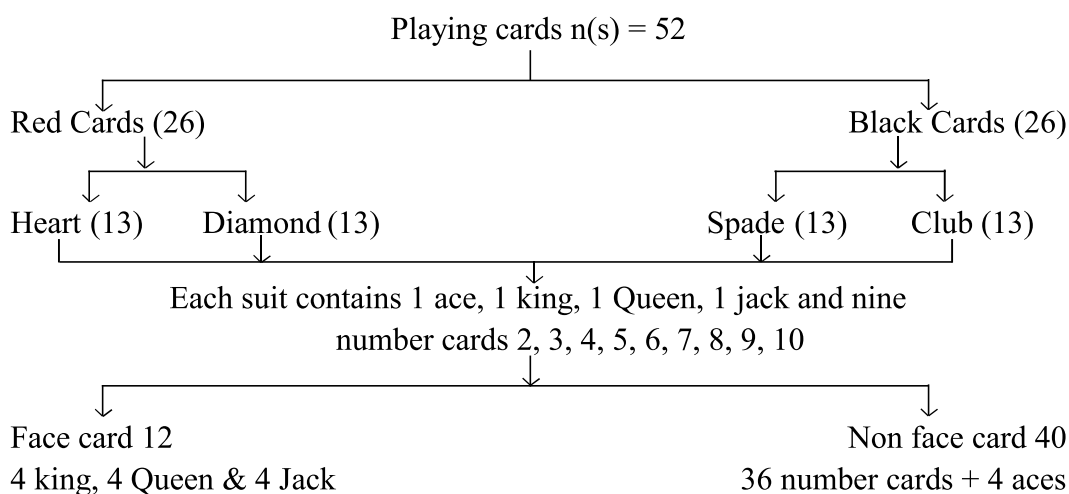 Playing cards n(s) = 52
Red Cards (26)
Black Cards (26)
Heart (13)
Diamond (13)
Spade (13)
Club (13)
Each suit contains 1 ace, 1 king, 1 Queen, 1 jack and nine
number cards 2, 3, 4, 5, 6, 7, 8, 9, 10
Face card 12
Non face card 40
4 king, 4 Queen & 4 Jack
36 number cards + 4 aces